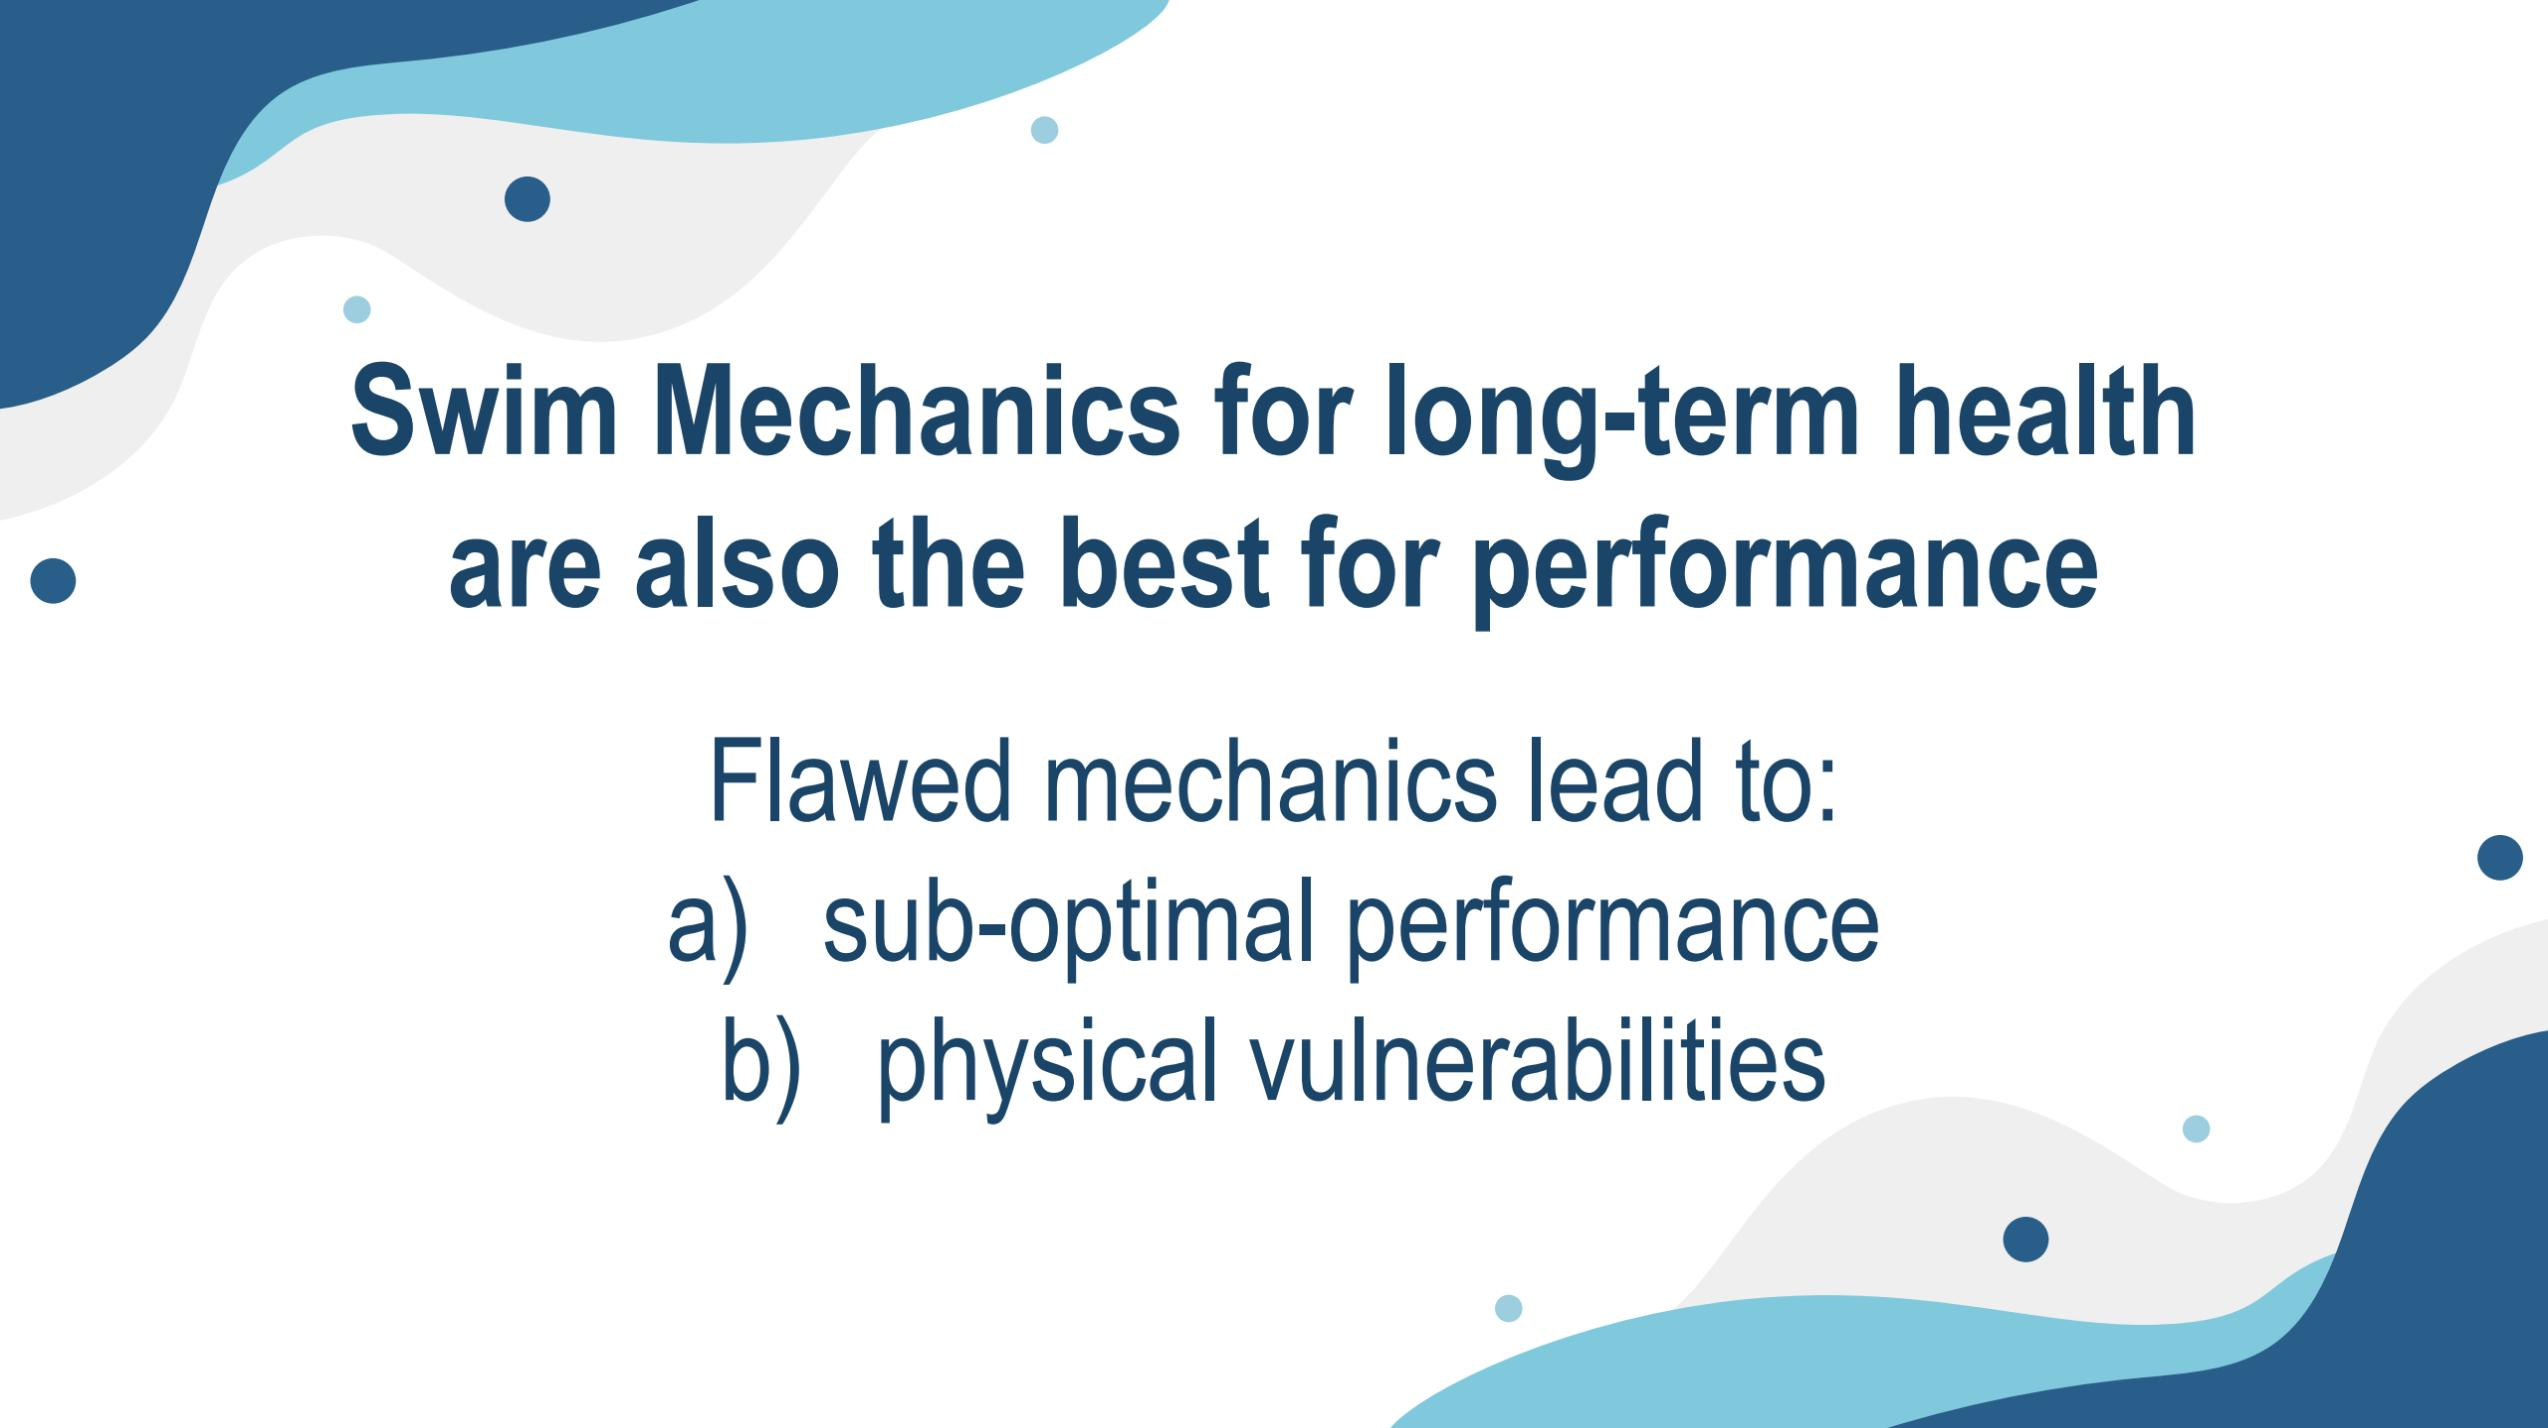 Swim Mechanics for long-term health
are also the best for performance
Flawed mechanics lead to:
a) sub-optimal performance
b) physical vulnerabilities